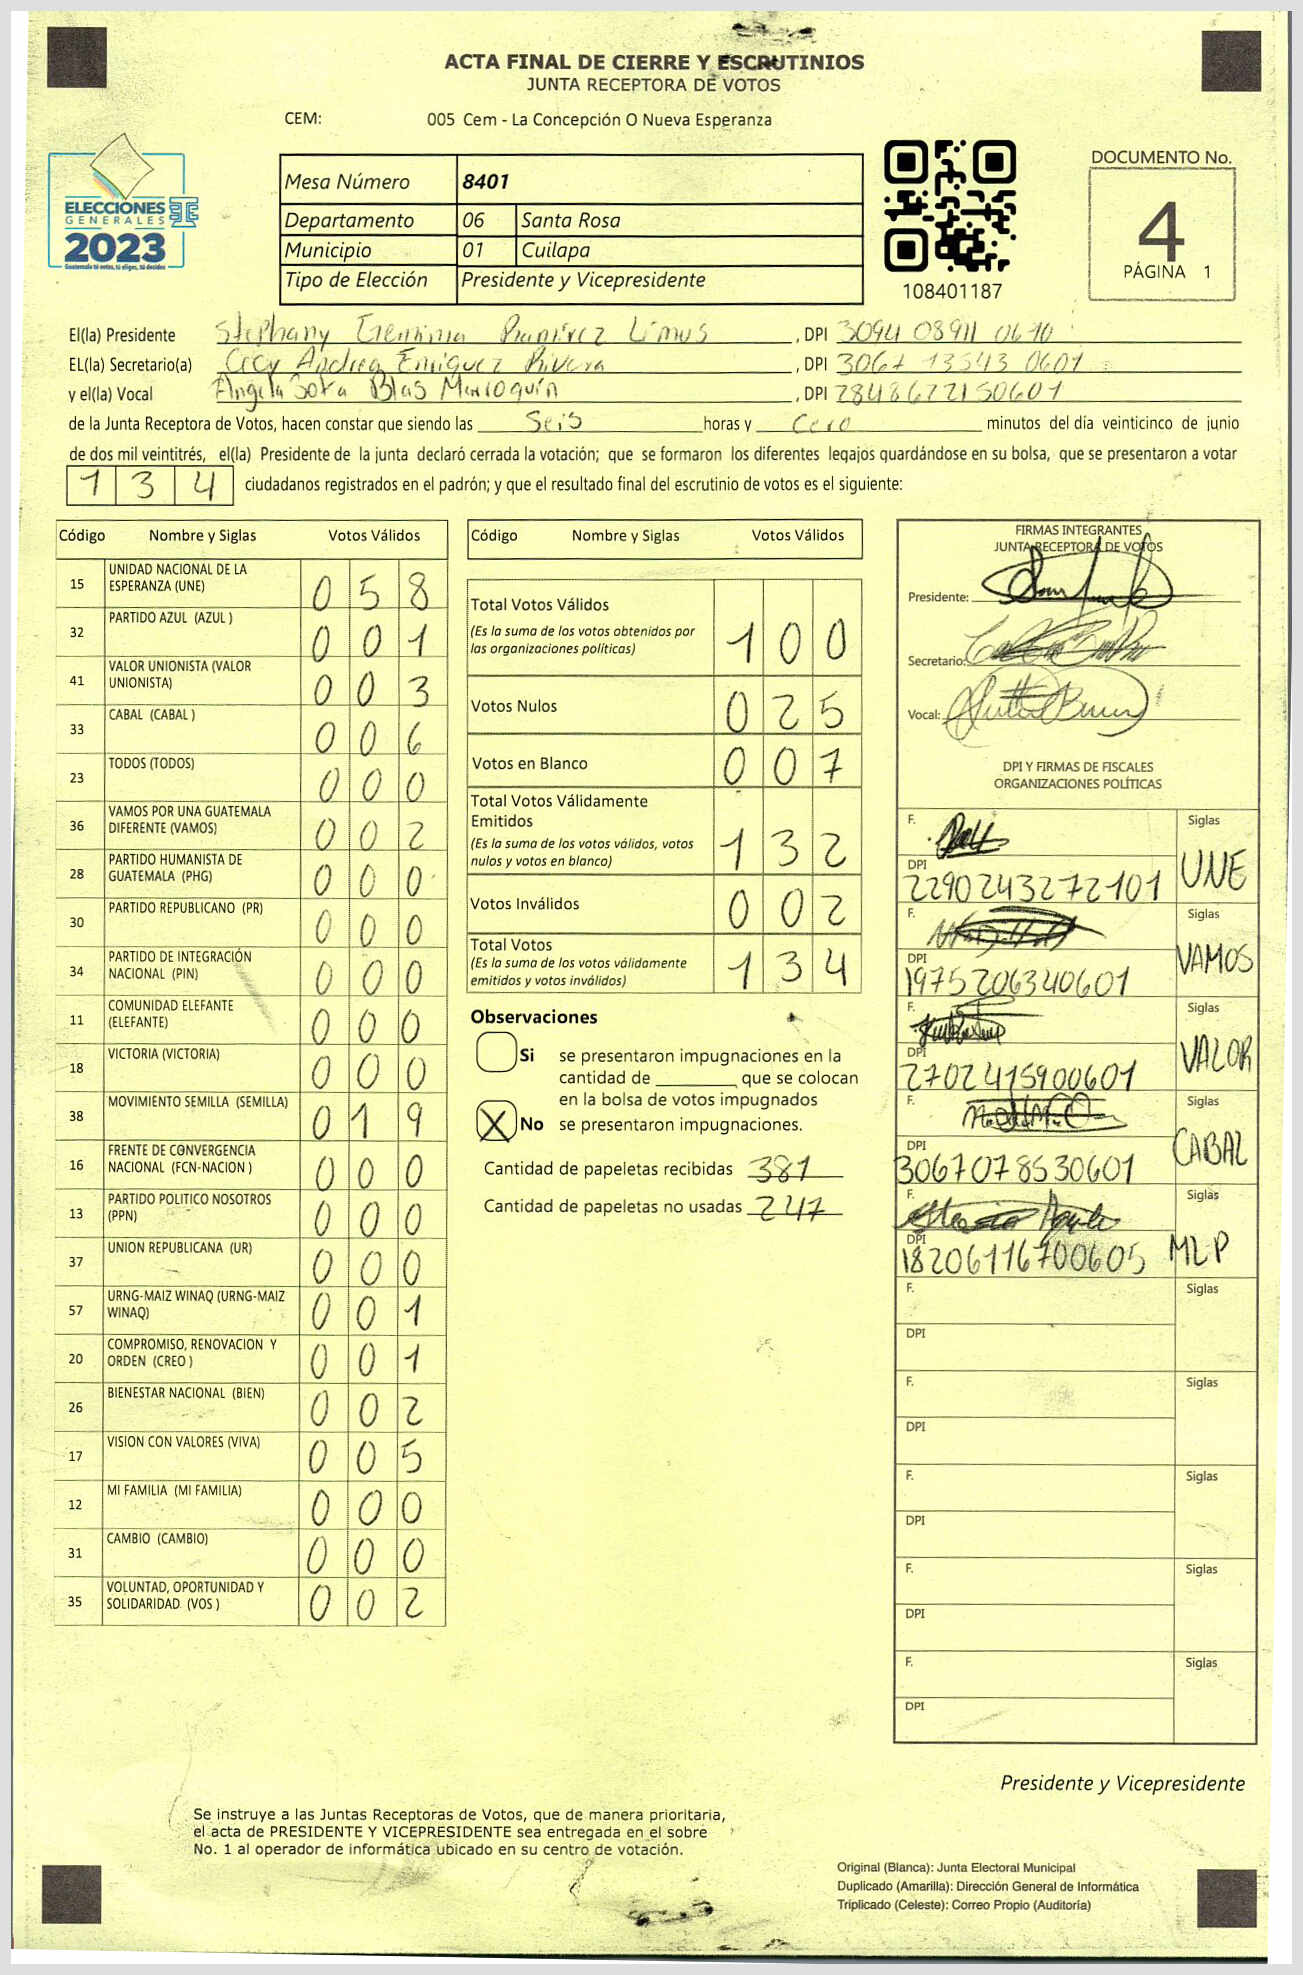 ACTA FINAL DE CIERRE Y ESCRUTINIOS
JUNTA RECEPTORA DE VOTOS
CEM: 005 Cem - La Concepción O Nueva Esperanza
ELECCIONES
GENERALES
2023
Guatemala tú votas, tú eliges, tú decides
Mesa Número 8401
Departamento 06 Santa Rosa
Municipio 01 Cuilapa
Tipo de Elección Presidente y Vicepresidente
108401187
DOCUMENTO No.
4
PÁGINA 1
El(la) Presidente Stephany Ramírez Limus , DPI 3094 08911 0610
EL(la) Secretario(a) Cecy Andrea Enriquez Rivera , DPI 3067 13543 0601
y el(la) Vocal Angela Sofia Blas Marroquín , DPI 2848622150601
de la Junta Receptora de Votos, hacen constar que siendo las Seis horas y Cero minutos del día veinticinco de junio
de dos mil veintitrés, el(la) Presidente de la junta declaró cerrada la votación; que se formaron los diferentes legajos guardándose en su bolsa, que se presentaron a votar
1 3 4 ciudadanos registrados en el padrón; y que el resultado final del escrutinio de votos es el siguiente:
Código Nombre y Siglas Votos Válidos
15 UNIDAD NACIONAL DE LA ESPERANZA (UNE) 0 5 8
32 PARTIDO AZUL (AZUL ) 0 0 1
41 VALOR UNIONISTA (VALOR UNIONISTA) 0 0 3
33 CABAL (CABAL ) 0 0 6
23 TODOS (TODOS) 0 0 0
36 VAMOS POR UNA GUATEMALA DIFERENTE (VAMOS) 0 0 2
28 PARTIDO HUMANISTA DE GUATEMALA (PHG) 0 0 0
30 PARTIDO REPUBLICANO (PR) 0 0 0
34 PARTIDO DE INTEGRACIÓN NACIONAL (PIN) 0 0 0
11 COMUNIDAD ELEFANTE (ELEFANTE) 0 0 0
18 VICTORIA (VICTORIA) 0 0 0
38 MOVIMIENTO SEMILLA (SEMILLA) 0 1 9
16 FRENTE DE CONVERGENCIA NACIONAL (FCN-NACION ) 0 0 0
13 PARTIDO POLITICO NOSOTROS (PPN) 0 0 0
37 UNION REPUBLICANA (UR) 0 0 0
57 URNG-MAIZ WINAQ (URNG-MAIZ WINAQ) 0 0 1
20 COMPROMISO, RENOVACION Y ORDEN (CREO ) 0 0 1
26 BIENESTAR NACIONAL (BIEN) 0 0 2
17 VISION CON VALORES (VIVA) 0 0 5
12 MI FAMILIA (MI FAMILIA) 0 0 0
31 CAMBIO (CAMBIO) 0 0 0
35 VOLUNTAD, OPORTUNIDAD Y SOLIDARIDAD (VOS ) 0 0 2
Código Nombre y Siglas Votos Válidos
Total Votos Válidos 1 0 0
(Es la suma de los votos obtenidos por
las organizaciones políticas)
Votos Nulos 0 2 5
Votos en Blanco 0 0 7
Total Votos Válidamente
Emitidos 1 3 2
(Es la suma de los votos válidos, votos
nulos y votos en blanco)
Votos Inválidos 0 0 2
Total Votos 1 3 4
(Es la suma de los votos válidamente
emitidos y votos inválidos)
Observaciones
Si se presentaron impugnaciones en la
cantidad de ________ que se colocan
en la bolsa de votos impugnados
X No se presentaron impugnaciones.
Cantidad de papeletas recibidas 381
Cantidad de papeletas no usadas 247
FIRMAS INTEGRANTES
JUNTA RECEPTORA DE VOTOS
Presidente:
Secretario:
Vocal:
DPI Y FIRMAS DE FISCALES
ORGANIZACIONES POLÍTICAS
F. Siglas
DPI 2290243272101 UNE
F. Siglas
DPI 1975206340601 VAMOS
F. Siglas
DPI 2702415900601 VALOR
F. Siglas
DPI 3067078530601 CABAL
F. Siglas
DPI 18206116700605 MLP
F. Siglas
DPI
F. Siglas
DPI
F. Siglas
DPI
F. Siglas
DPI
F. Siglas
DPI
Presidente y Vicepresidente
Se instruye a las Juntas Receptoras de Votos, que de manera prioritaria,
el acta de PRESIDENTE Y VICEPRESIDENTE sea entregada en el sobre
No. 1 al operador de informática ubicado en su centro de votación.
Original (Blanca): Junta Electoral Municipal
Duplicado (Amarilla): Dirección General de Informática
Triplicado (Celeste): Correo Propio (Auditoría)